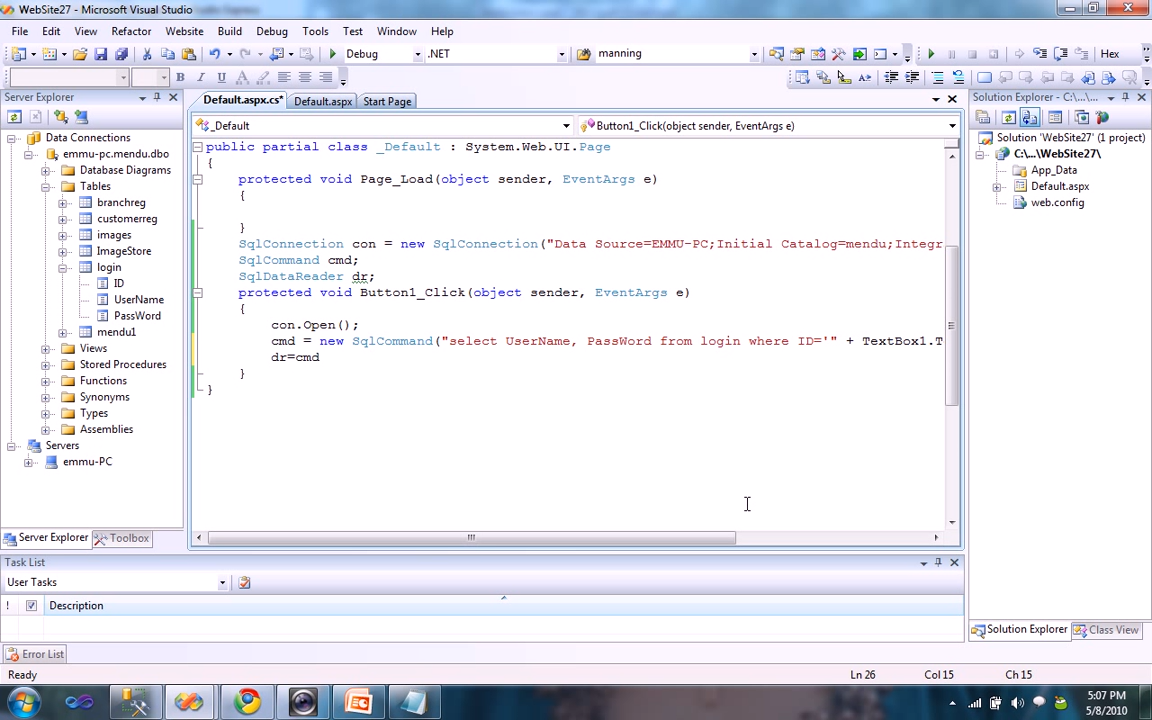 WebSite27 - Microsoft Visual Studio
File Edit View Refactor Website Build Debug Tools Test Window Help
Debug .NET manning Hex
Server Explorer
Data Connections
emmu-pc.mendu.dbo
Database Diagrams
Tables
branchreg
customerreg
images
ImageStore
login
ID
UserName
PassWord
mendu1
Views
Stored Procedures
Functions
Synonyms
Types
Assemblies
Servers
emmu-PC
Server Explorer Toolbox
Default.aspx.cs* Default.aspx Start Page
_Default Button1_Click(object sender, EventArgs e)
public partial class _Default : System.Web.UI.Page
{
protected void Page_Load(object sender, EventArgs e)
{
}
SqlConnection con = new SqlConnection("Data Source=EMMU-PC;Initial Catalog=mendu;Integr
SqlCommand cmd;
SqlDataReader dr;
protected void Button1_Click(object sender, EventArgs e)
{
con.Open();
cmd = new SqlCommand("select UserName, PassWord from login where ID='" + TextBox1.T
dr=cmd
}
}
Solution Explorer - C:\...\...
Solution 'WebSite27' (1 project)
C:\...\WebSite27\
App_Data
Default.aspx
web.config
Solution Explorer Class View
Task List
User Tasks
! Description
Error List
Ready Ln 26 Col 15 Ch 15
5:07 PM
5/8/2010